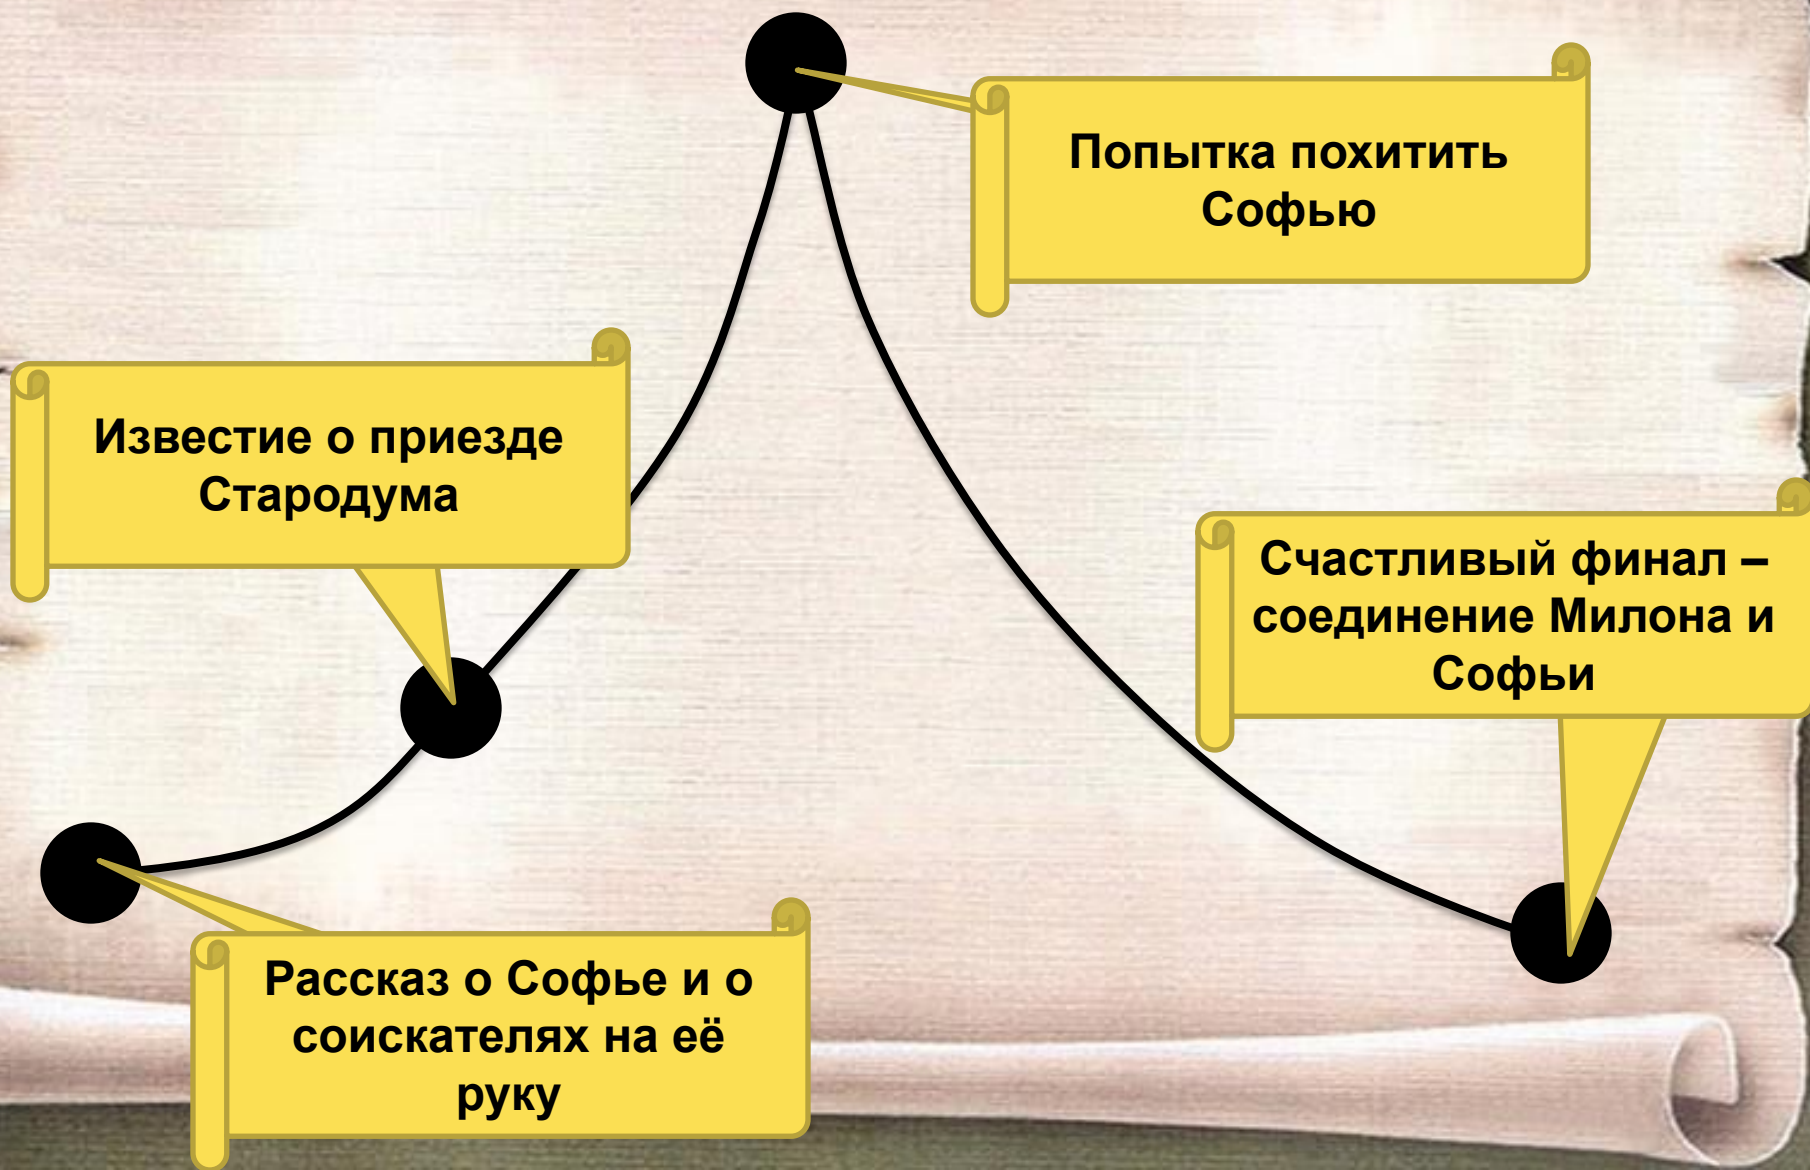 Попытка похитить
Софью
Известие о приезде
Стародума
Счастливый финал –
соединение Милона и
Софьи
Рассказ о Софье и о
соискателях на её
руку